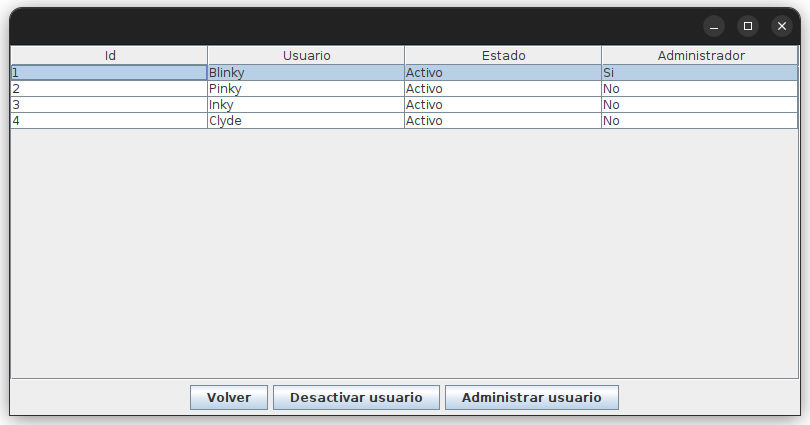 Id Usuario Estado Administrador
1 Blinky Activo Si
2 Pinky Activo No
3 Inky Activo No
4 Clyde Activo No
Volver Desactivar usuario Administrar usuario